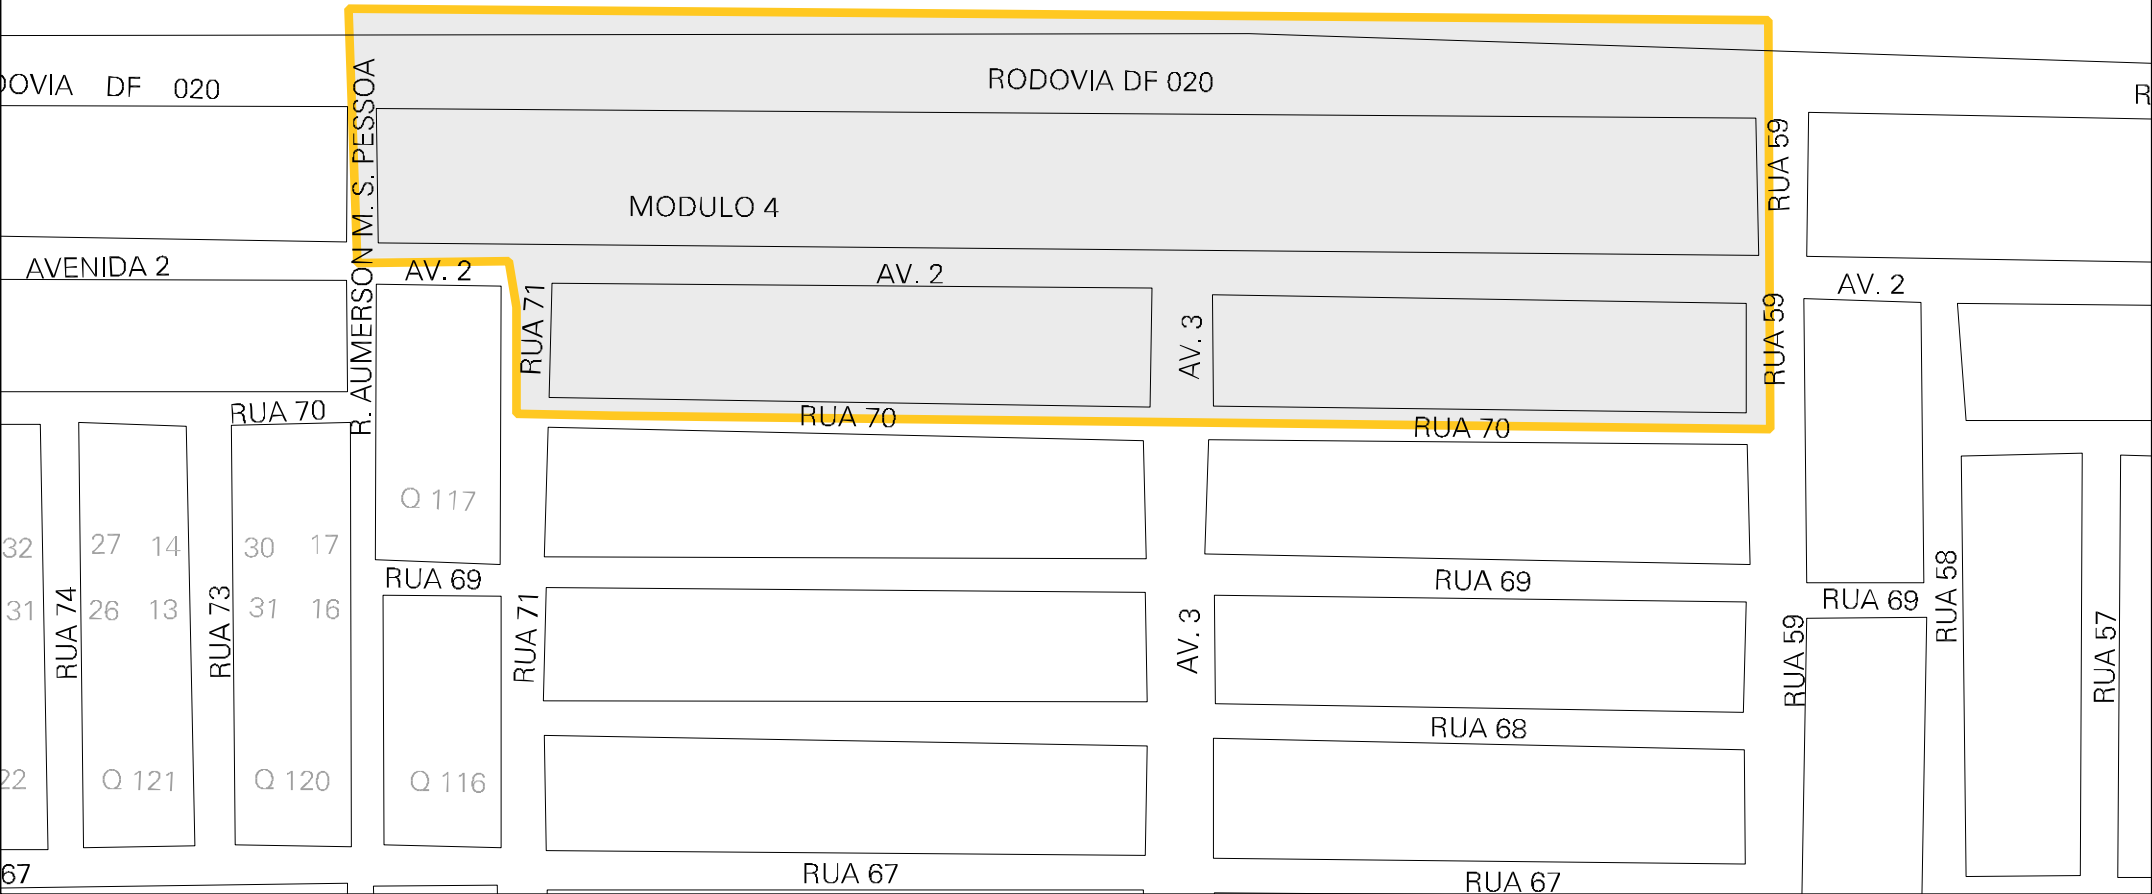 DOVIA DF 020
RODOVIA DF 020
R
R. AUMERSON M. S. PESSOA
RUA 59
MODULO 4
AVENIDA 2
AV. 2
AV. 2
AV. 2
RUA 71
AV. 3
RUA 59
RUA 70
RUA 70
RUA 70
Q 117
32
27 14
30 17
RUA 69
RUA 69
RUA 69
31
26 13
31 16
RUA 74
RUA 73
RUA 71
AV. 3
RUA 59
RUA 58
RUA 57
RUA 68
22
Q 121
Q 120
Q 116
67
RUA 67
RUA 67